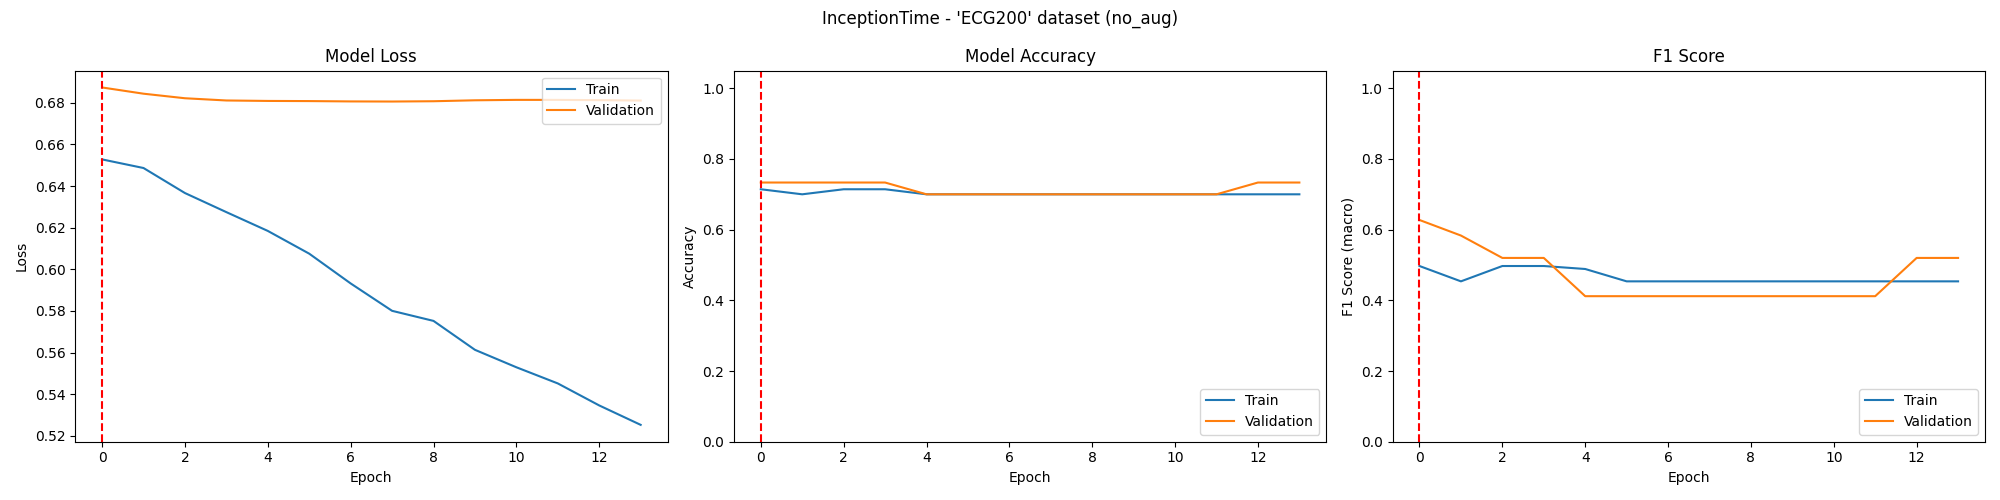 InceptionTime - 'ECG200' dataset (no_aug)
Model Loss
Loss
0.68
0.66
0.64
0.62
0.60
0.58
0.56
0.54
0.52
0 2 4 6 8 10 12
Epoch
Train
Validation
Model Accuracy
Accuracy
1.0
0.8
0.6
0.4
0.2
0.0
0 2 4 6 8 10 12
Epoch
Train
Validation
F1 Score
F1 Score (macro)
1.0
0.8
0.6
0.4
0.2
0.0
0 2 4 6 8 10 12
Epoch
Train
Validation